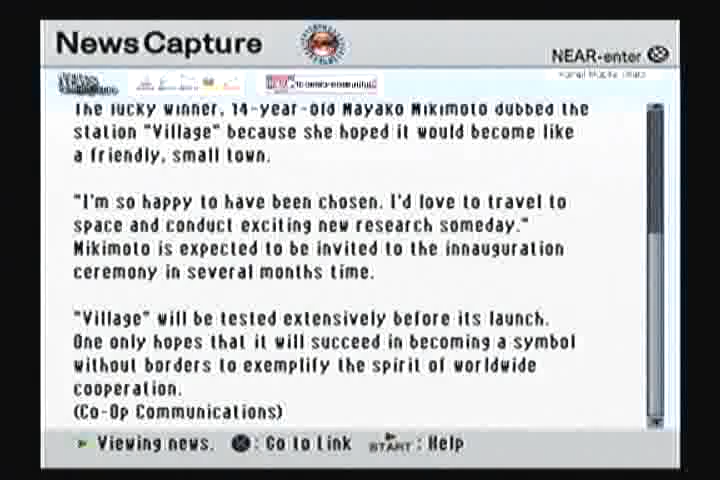 News Capture
NEAR-enter
The lucky winner, 14-year-old Mayako Mikimoto dubbed the
station "Village" because she hoped it would become like
a friendly, small town.
"I'm so happy to have been chosen. I'd love to travel to
space and conduct exciting new research someday."
Mikimoto is expected to be invited to the innauguration
ceremony in several months time.
"Village" will be tested extensively before its launch.
One only hopes that it will succeed in becoming a symbol
without borders to exemplify the spirit of worldwide
cooperation.
(Co-Op Communications)
Viewing news. : Go to Link START : Help